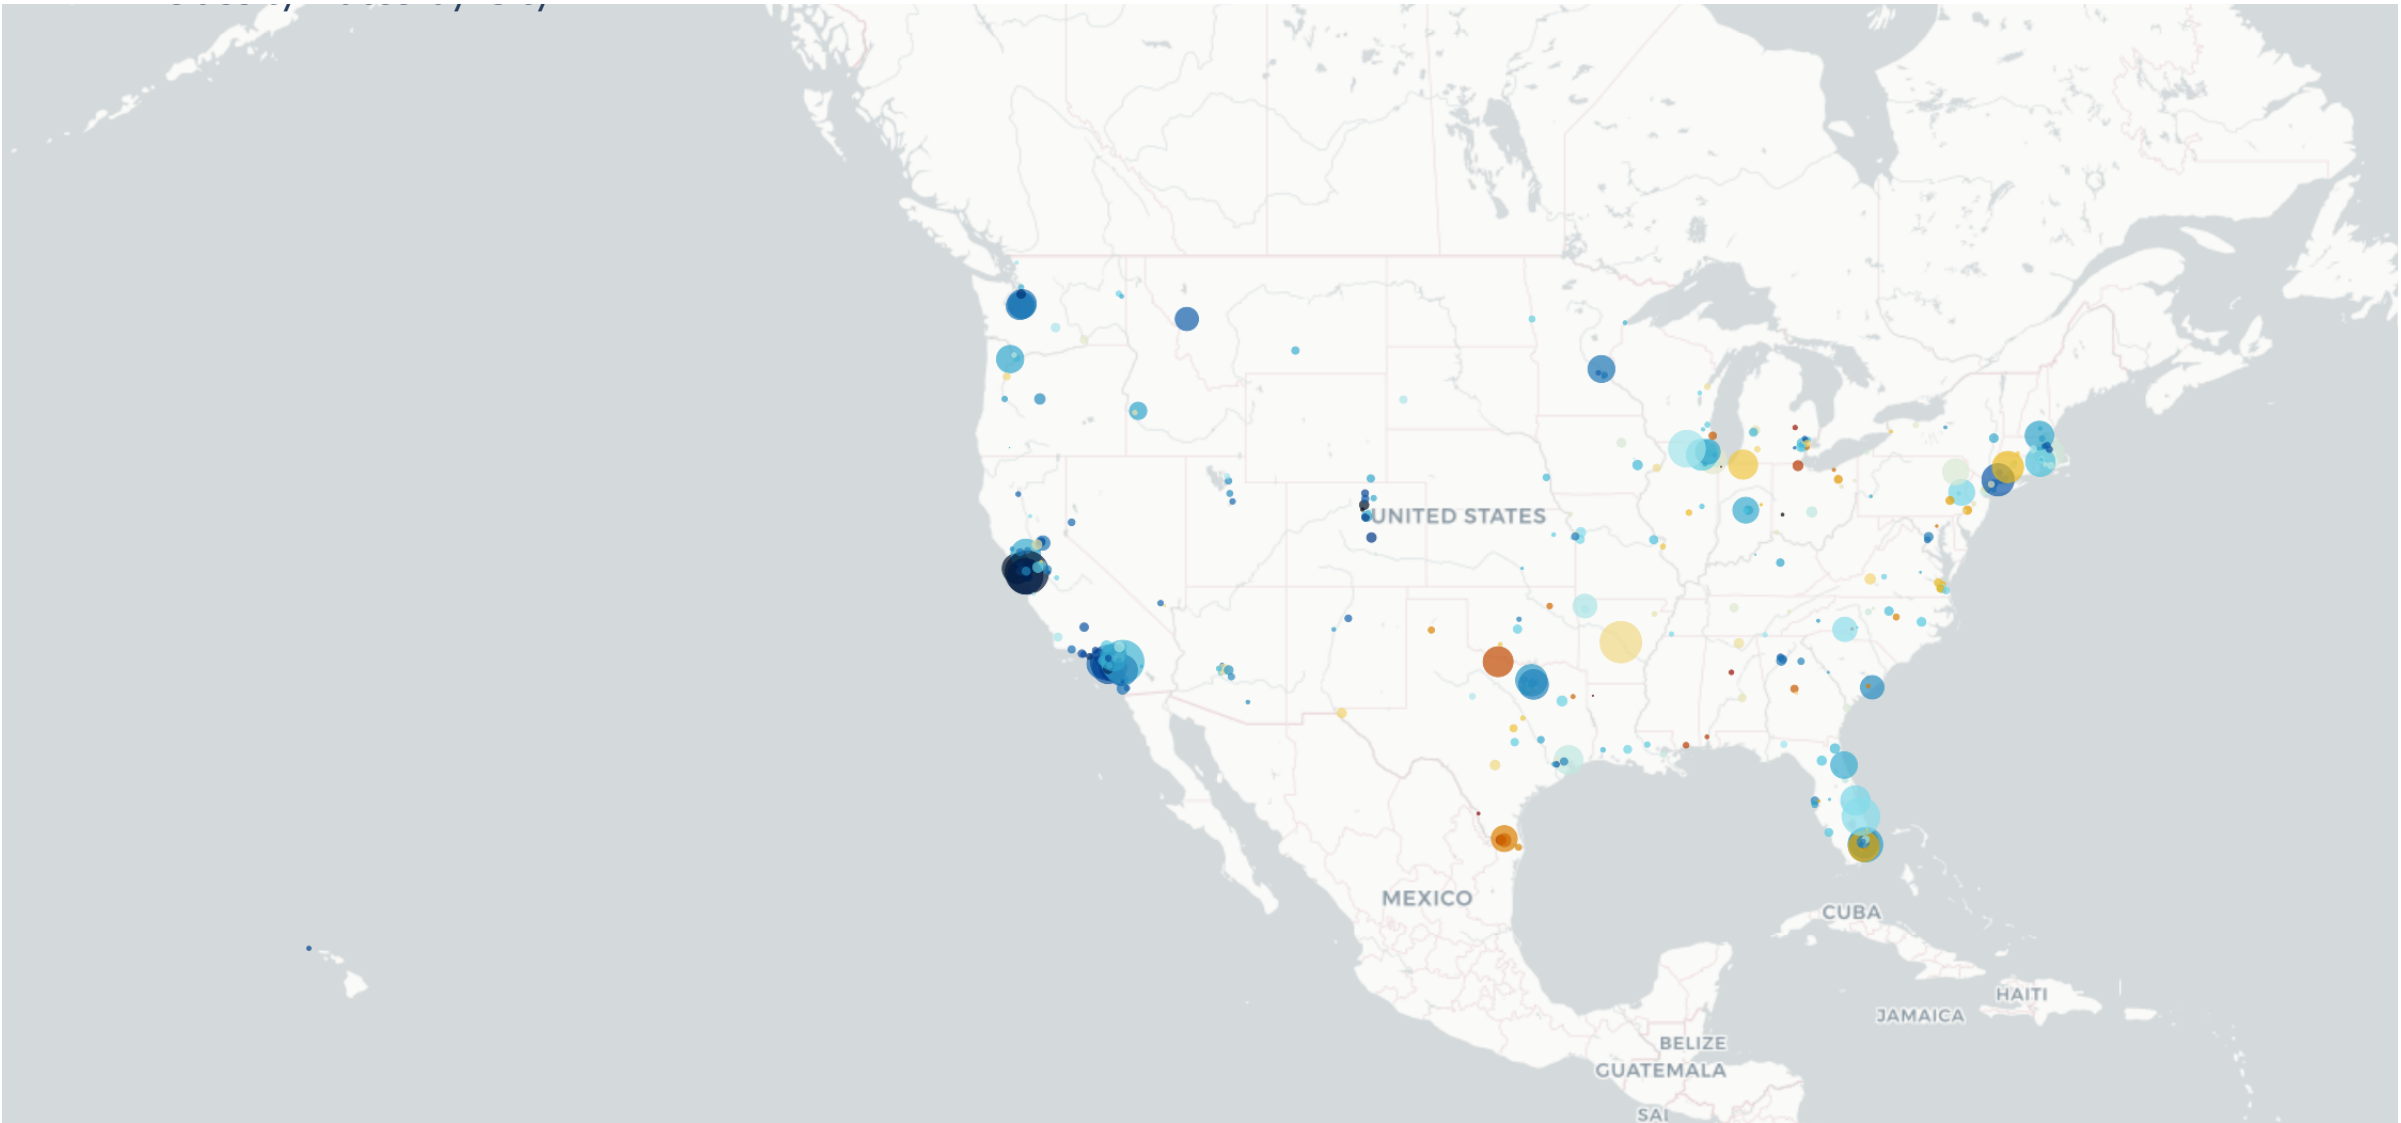 UNITED STATES
MEXICO
CUBA
HAITI
JAMAICA
BELIZE
GUATEMALA